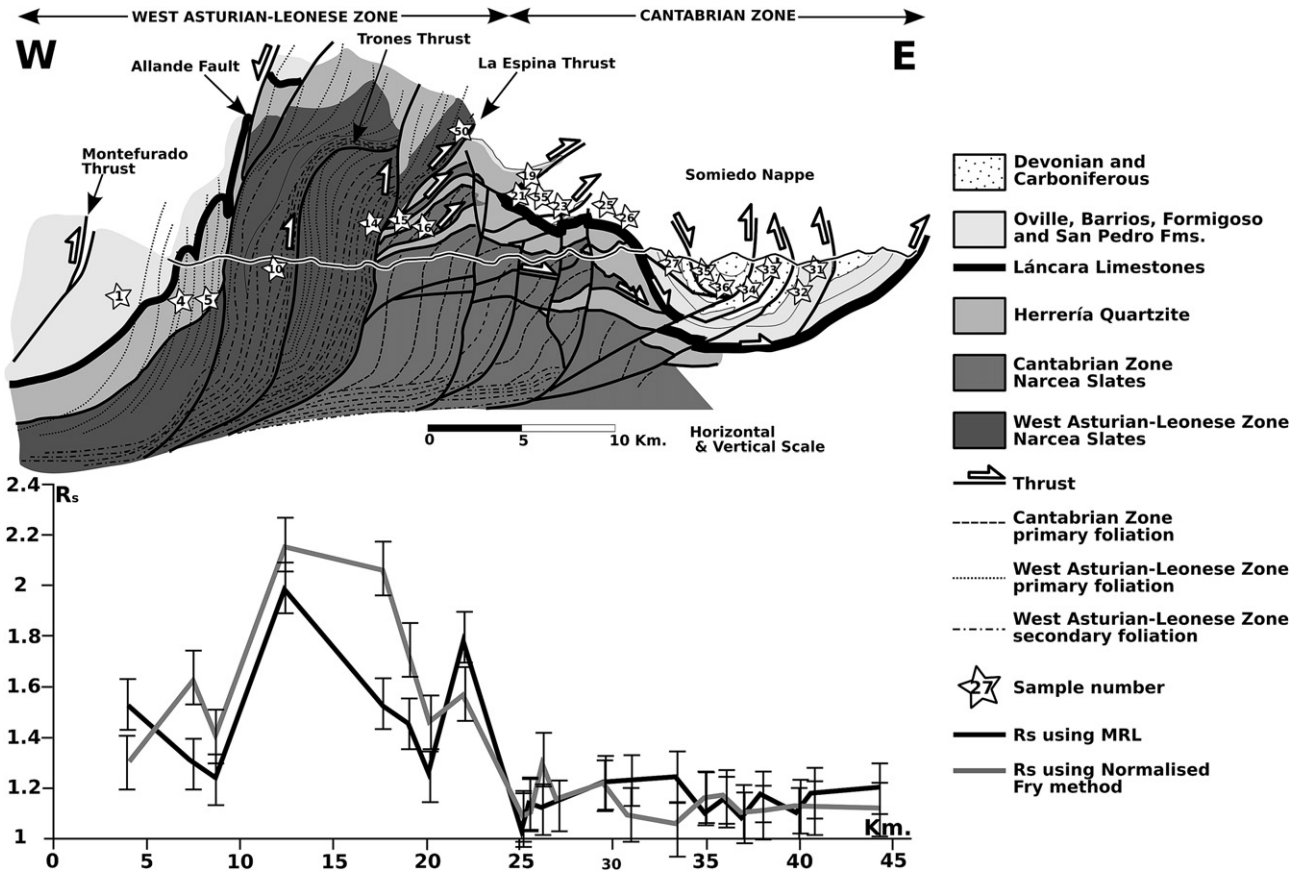 WEST ASTURIAN-LEONESE ZONE
CANTABRIAN ZONE
W
E
Trones Thrust
Allande Fault
La Espina Thrust
Montefurado
Thrust
Somiedo Nappe
50
19
21
55
23
25
26
14
15
16
10
1
4
5
27
35
36
34
33
31
32
0
5
10 Km.
Horizontal
& Vertical Scale
Devonian and
Carboniferous
Oville, Barrios, Formigoso
and San Pedro Fms.
Láncara Limestones
Herrería Quartzite
Cantabrian Zone
Narcea Slates
West Asturian-Leonese Zone
Narcea Slates
Thrust
Cantabrian Zone
primary foliation
West Asturian-Leonese Zone
primary foliation
West Asturian-Leonese Zone
secondary foliation
27
Sample number
Rs using MRL
Rs using Normalised
Fry method
Rs
2.4
2.2
2
1.8
1.6
1.4
1.2
1
0
5
10
15
20
25
30
35
40
45
Km.